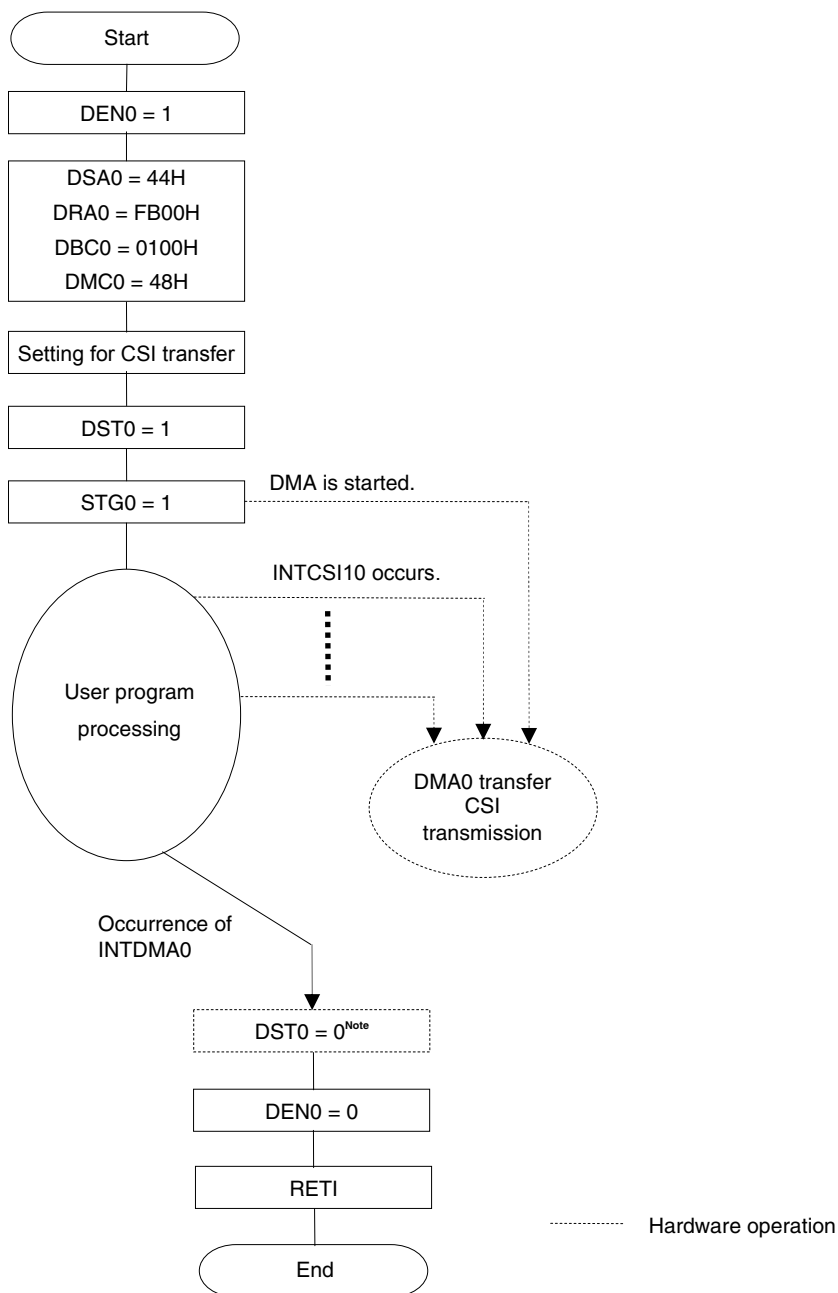 Start
DEN0 = 1
DSA0 = 44H
DRA0 = FB00H
DBC0 = 0100H
DMC0 = 48H
Setting for CSI transfer
DST0 = 1
STG0 = 1
DMA is started.
INTCSI10 occurs.
User program
processing
DMA0 transfer
CSI
transmission
Occurrence of
INTDMA0
DST0 = 0Note
DEN0 = 0
RETI
Hardware operation
End